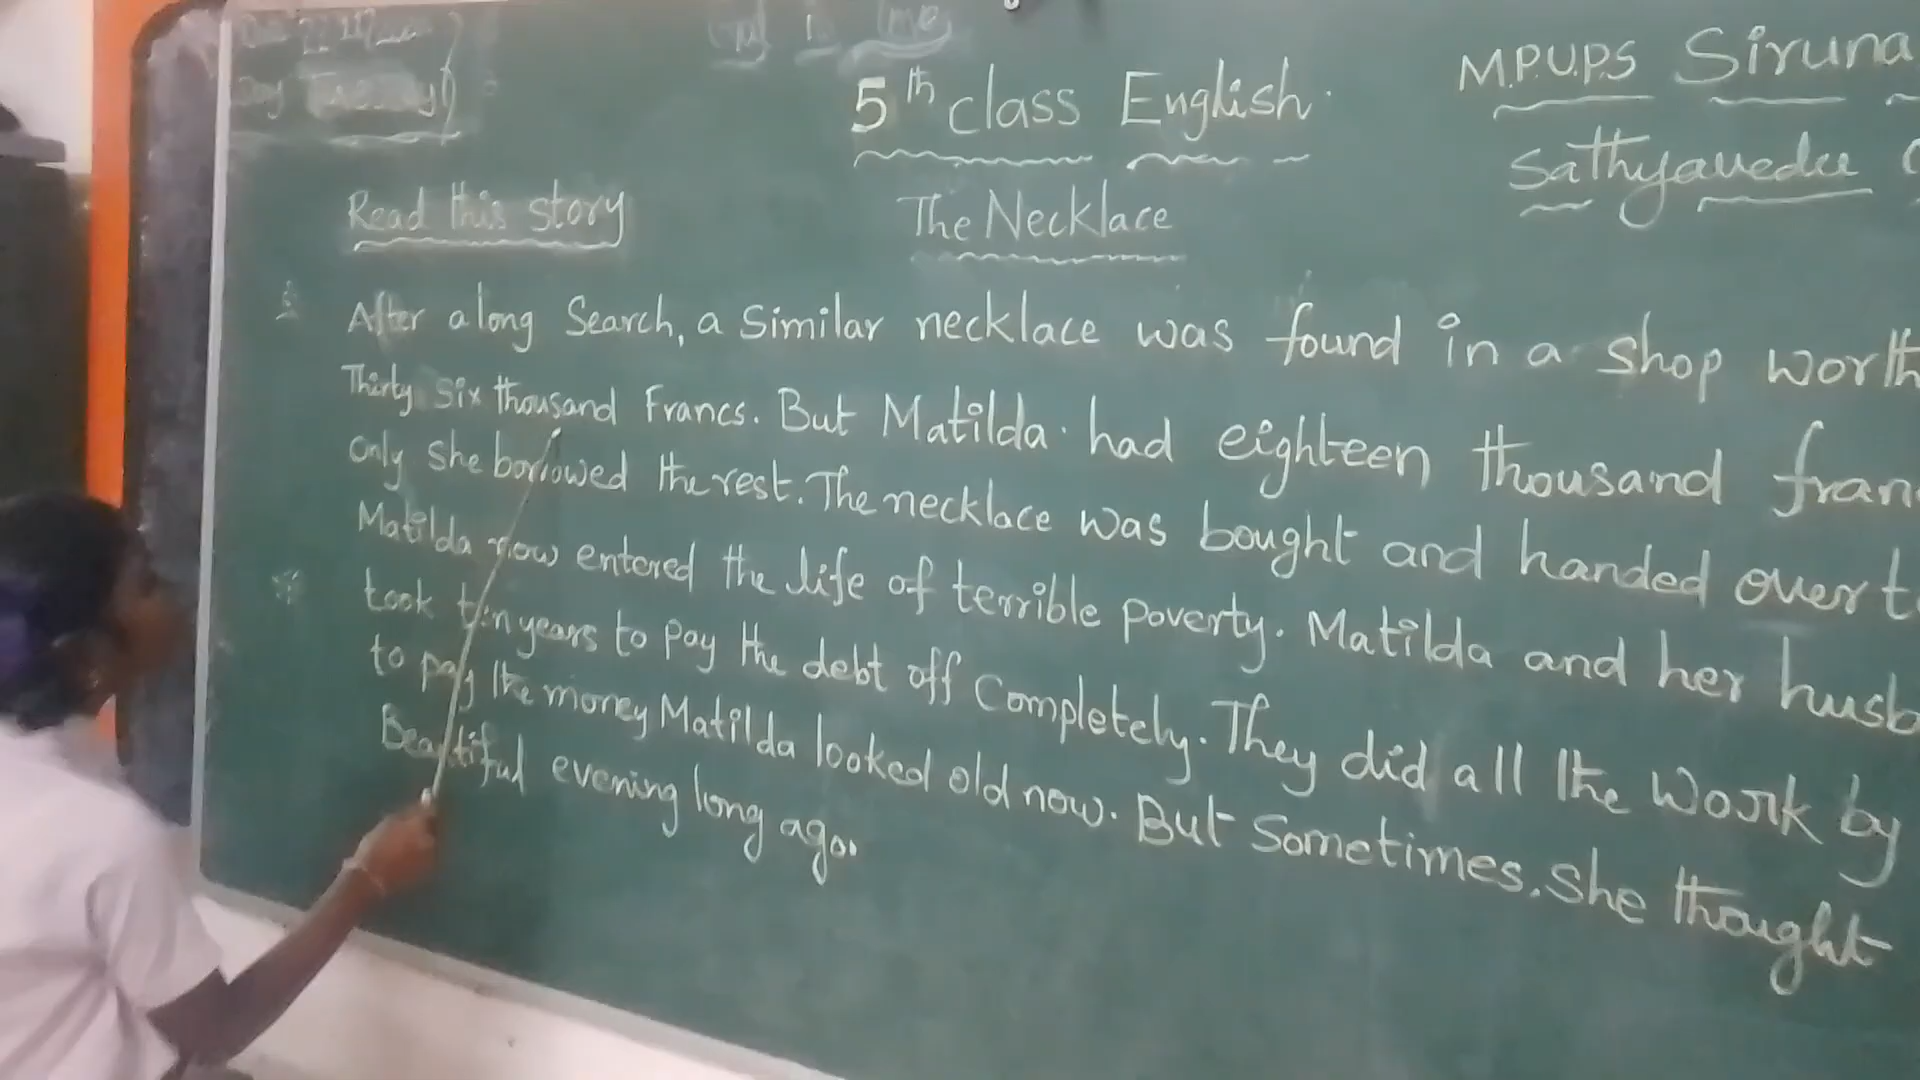 5th class English
M.P.U.P.S Siruna
Sathyavedu
Read this story
The Necklace
After along Search, a Similar necklace was found in a shop worth
Thirty Six thousand Francs. But Matilda had eighteen thousand fran
only she borrowed the rest. The necklace was bought and handed over t
Matilda now entered the life of terrible poverty. Matilda and her husb
took ten years to pay the debt off Completely. They did all the work by
to pay the money Matilda looked old now. But Sometimes, she thought
Beautiful evening long ago.